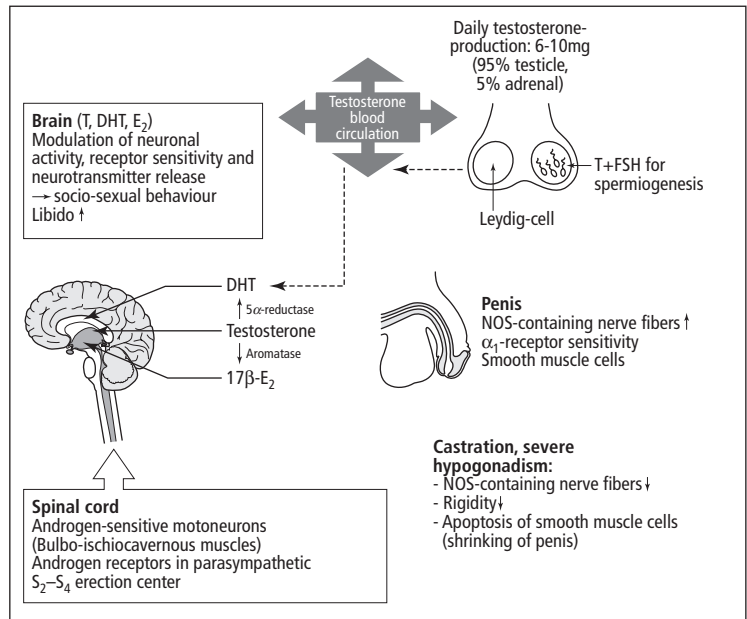 Daily testosterone-
production: 6-10mg
(95% testicle,
5% adrenal)
Testosterone
blood
circulation
Brain (T, DHT, E₂)
Modulation of neuronal
activity, receptor sensitivity and
neurotransmitter release
→ socio-sexual behaviour
Libido ↑
T+FSH for
spermiogenesis
Leydig-cell
DHT
↑ 5α-reductase
Testosterone
↓ Aromatase
17β-E₂
Penis
NOS-containing nerve fibers ↑
α₁-receptor sensitivity
Smooth muscle cells
Castration, severe
hypogonadism:
- NOS-containing nerve fibers ↓
- Rigidity ↓
- Apoptosis of smooth muscle cells
(shrinking of penis)
Spinal cord
Androgen-sensitive motoneurons
(Bulbo-ischiocavernous muscles)
Androgen receptors in parasympathetic
S₂–S₄ erection center